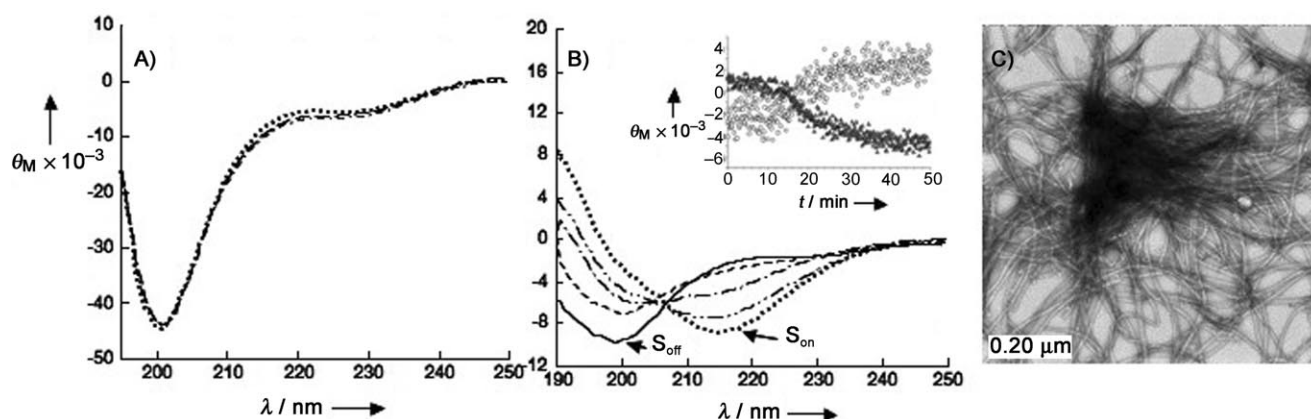 A)
10
0
-10
-20
-30
-40
-50
θM × 10–3
200 210 220 230 240 250
λ / nm
B)
20
16
12
8
4
0
-4
-8
-12
190 200 210 220 230 240 250
λ / nm
Soff
Son
4
2
0
–2
–4
–6
θM × 10–3
0 10 20 30 40 50
t / min
C)
0.20 µm